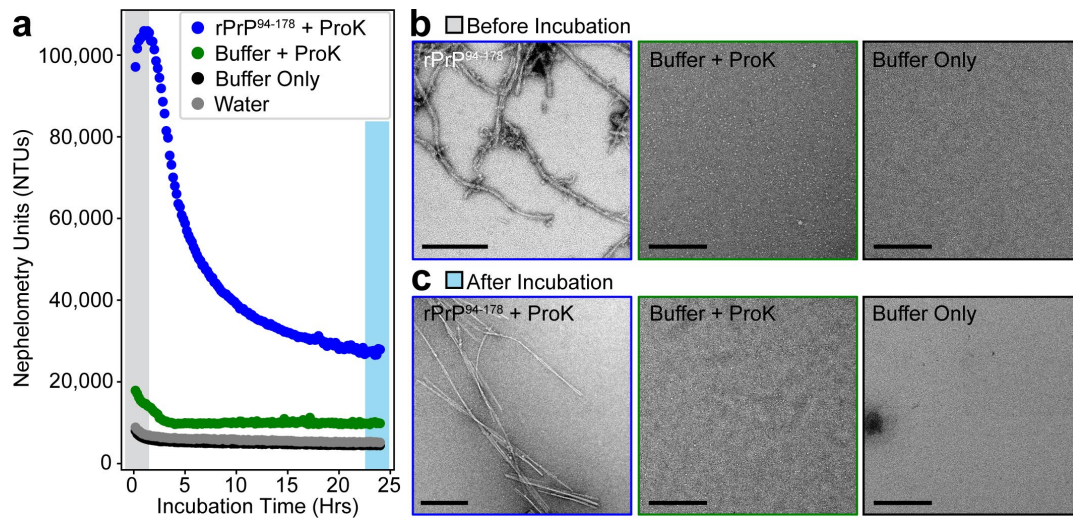 a
Nephelometry Units (NTUs)
100,000
80,000
60,000
40,000
20,000
0
0 5 10 15 20 25
Incubation Time (Hrs)
rPrP⁹⁴⁻¹⁷⁸ + ProK
Buffer + ProK
Buffer Only
Water
b Before Incubation
rPrP⁹⁴⁻¹⁷⁸
Buffer + ProK
Buffer Only
c After Incubation
rPrP⁹⁴⁻¹⁷⁸ + ProK
Buffer + ProK
Buffer Only